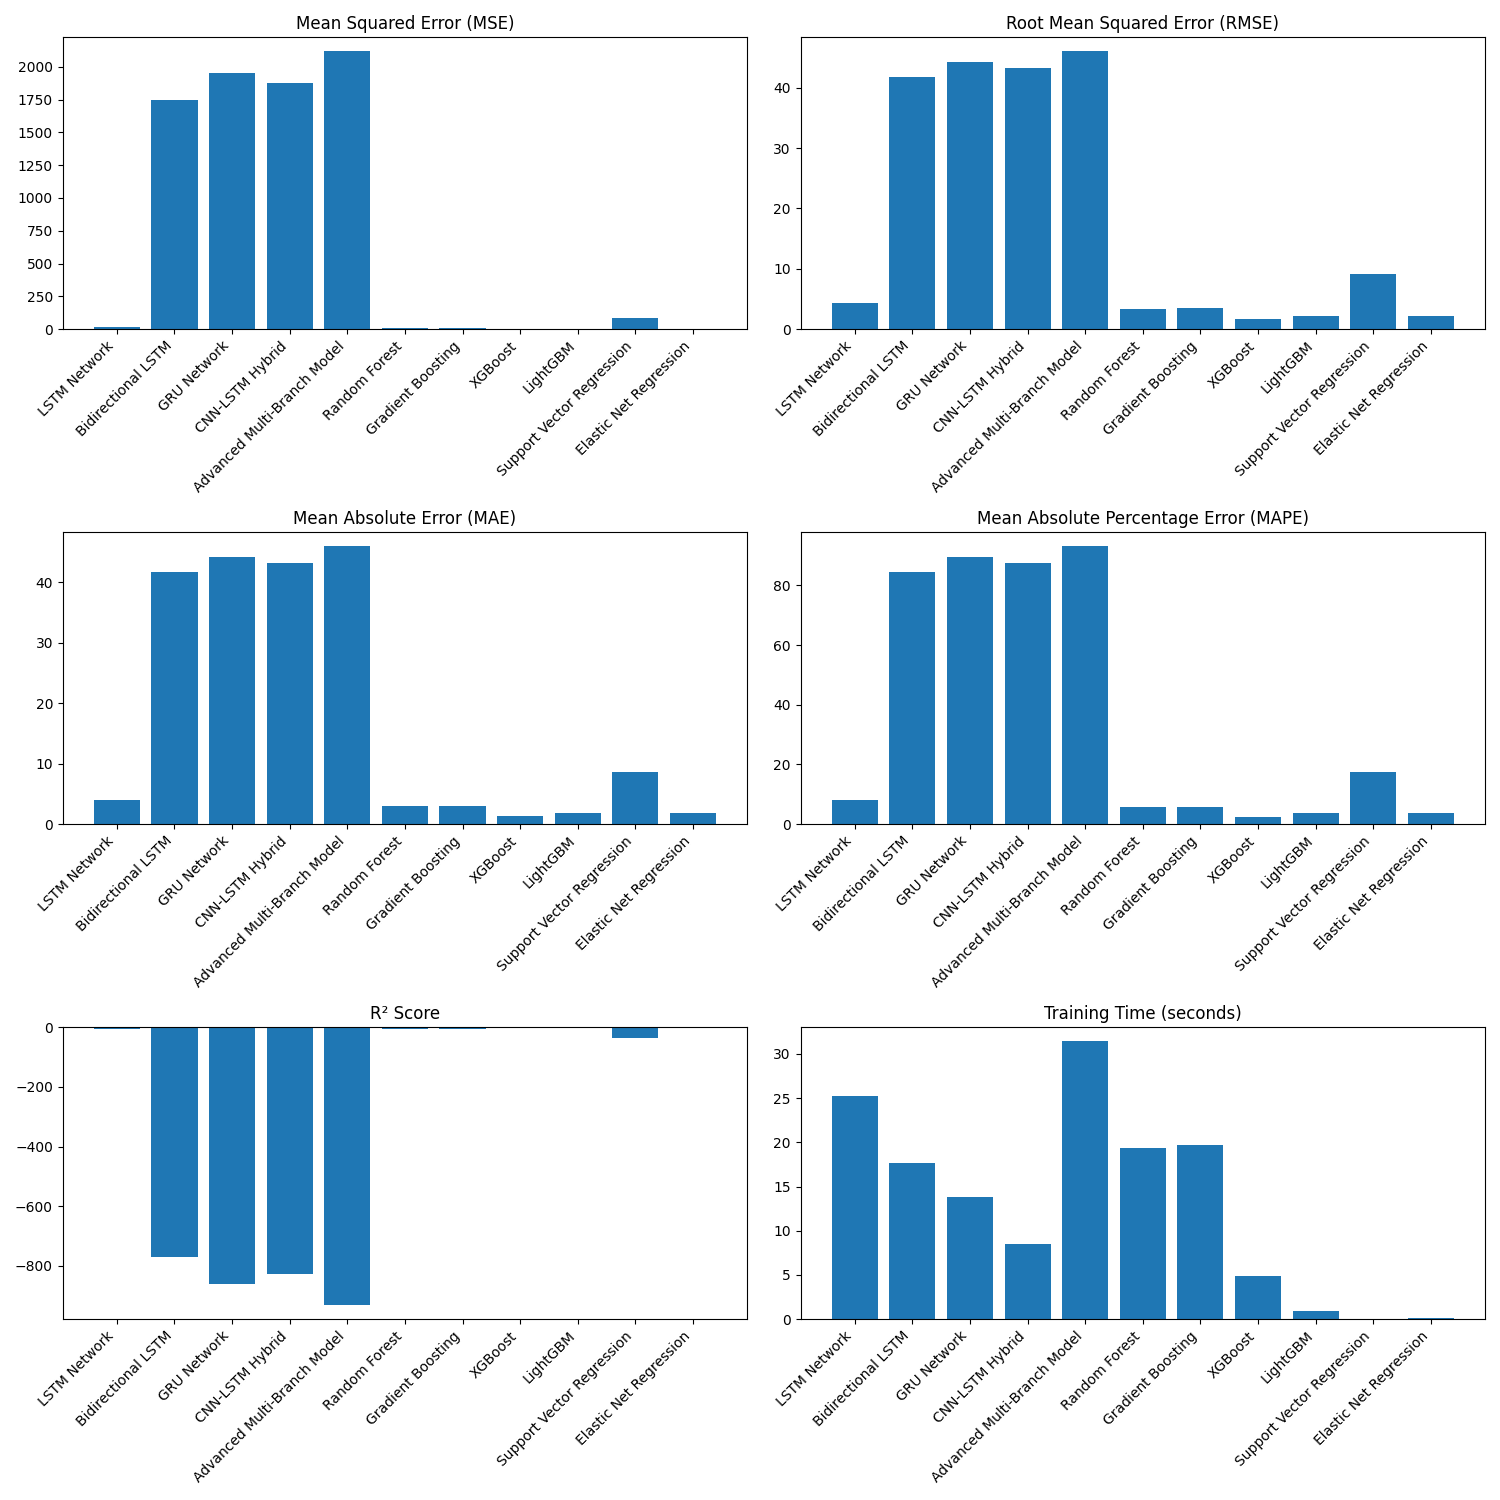 Mean Squared Error (MSE)
2000
1750
1500
1250
1000
750
500
250
0
LSTM Network
Bidirectional LSTM
GRU Network
CNN-LSTM Hybrid
Advanced Multi-Branch Model
Random Forest
Gradient Boosting
XGBoost
LightGBM
Support Vector Regression
Elastic Net Regression
Root Mean Squared Error (RMSE)
40
30
20
10
0
LSTM Network
Bidirectional LSTM
GRU Network
CNN-LSTM Hybrid
Advanced Multi-Branch Model
Random Forest
Gradient Boosting
XGBoost
LightGBM
Support Vector Regression
Elastic Net Regression
Mean Absolute Error (MAE)
40
30
20
10
0
LSTM Network
Bidirectional LSTM
GRU Network
CNN-LSTM Hybrid
Advanced Multi-Branch Model
Random Forest
Gradient Boosting
XGBoost
LightGBM
Support Vector Regression
Elastic Net Regression
Mean Absolute Percentage Error (MAPE)
80
60
40
20
0
LSTM Network
Bidirectional LSTM
GRU Network
CNN-LSTM Hybrid
Advanced Multi-Branch Model
Random Forest
Gradient Boosting
XGBoost
LightGBM
Support Vector Regression
Elastic Net Regression
R² Score
0
−200
−400
−600
−800
LSTM Network
Bidirectional LSTM
GRU Network
CNN-LSTM Hybrid
Advanced Multi-Branch Model
Random Forest
Gradient Boosting
XGBoost
LightGBM
Support Vector Regression
Elastic Net Regression
Training Time (seconds)
30
25
20
15
10
5
0
LSTM Network
Bidirectional LSTM
GRU Network
CNN-LSTM Hybrid
Advanced Multi-Branch Model
Random Forest
Gradient Boosting
XGBoost
LightGBM
Support Vector Regression
Elastic Net Regression